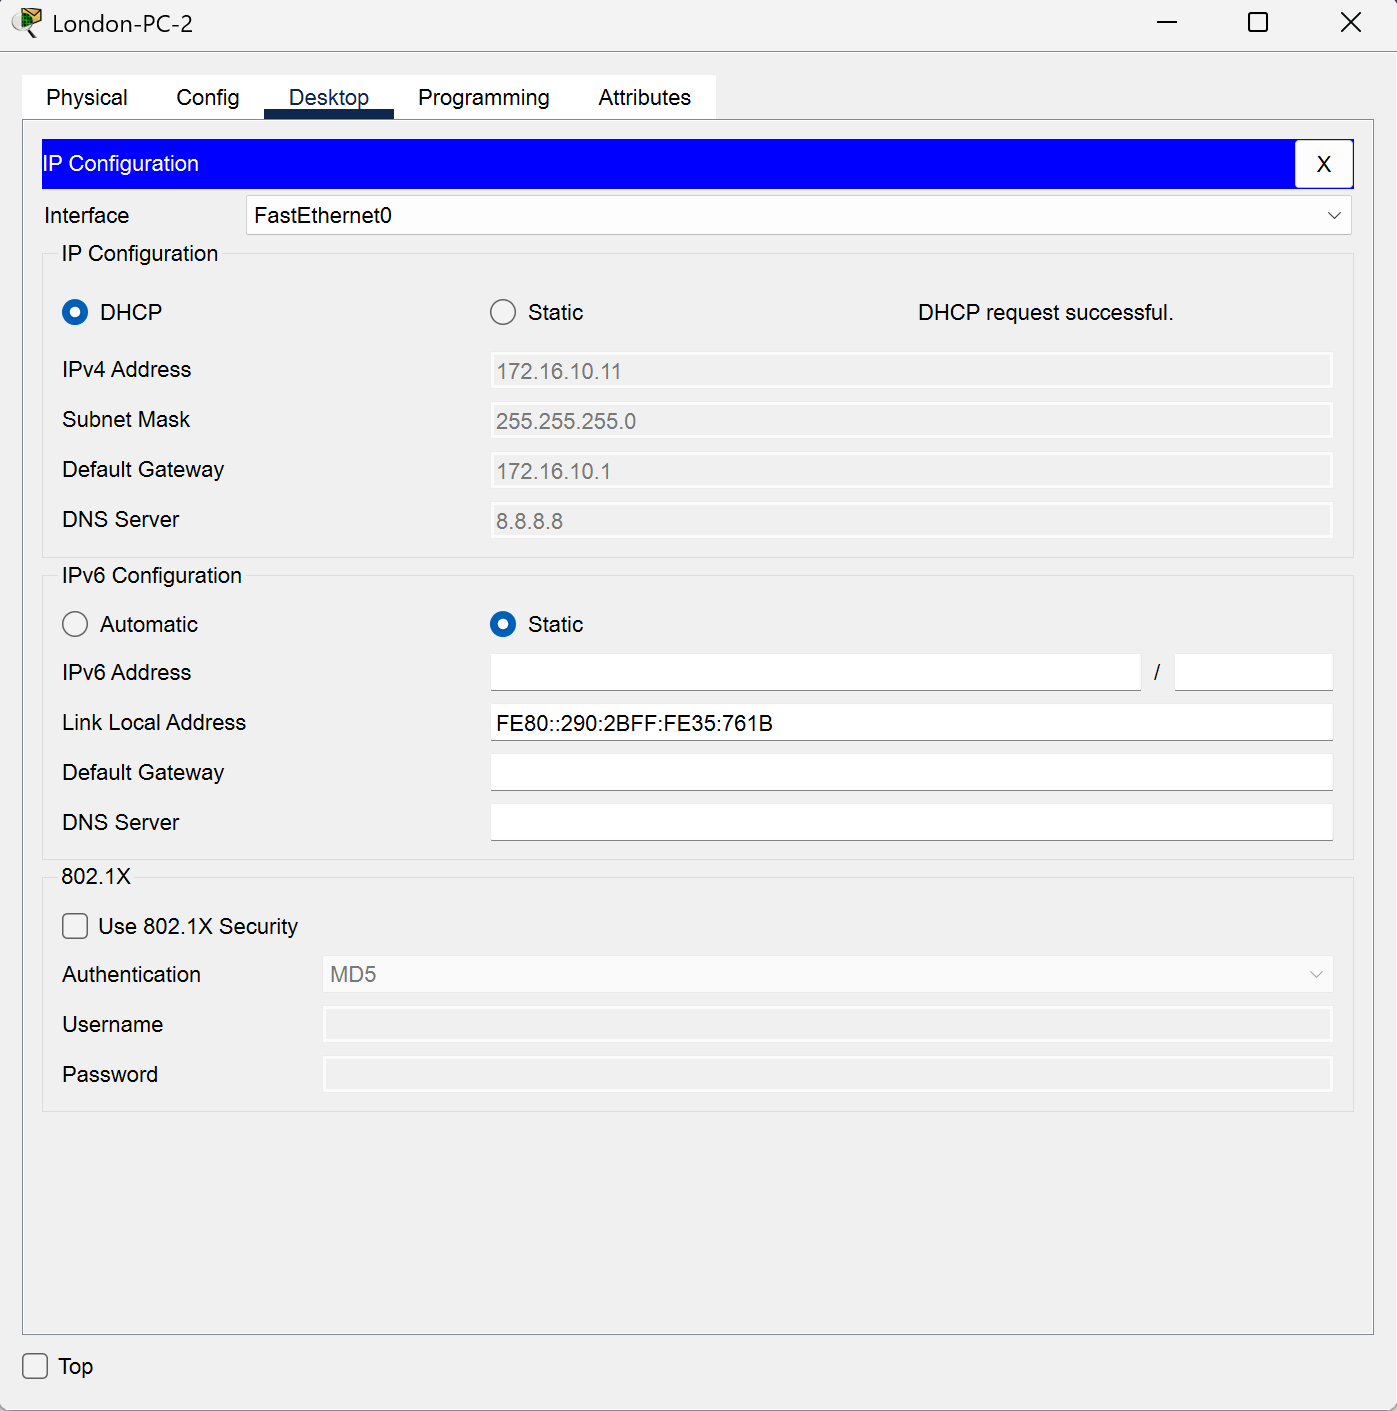 London-PC-2
Physical Config Desktop Programming Attributes
IP Configuration X
Interface FastEthernet0
IP Configuration
DHCP Static DHCP request successful.
IPv4 Address 172.16.10.11
Subnet Mask 255.255.255.0
Default Gateway 172.16.10.1
DNS Server 8.8.8.8
IPv6 Configuration
Automatic Static
IPv6 Address /
Link Local Address FE80::290:2BFF:FE35:761B
Default Gateway
DNS Server
802.1X
Use 802.1X Security
Authentication MD5
Username
Password
Top